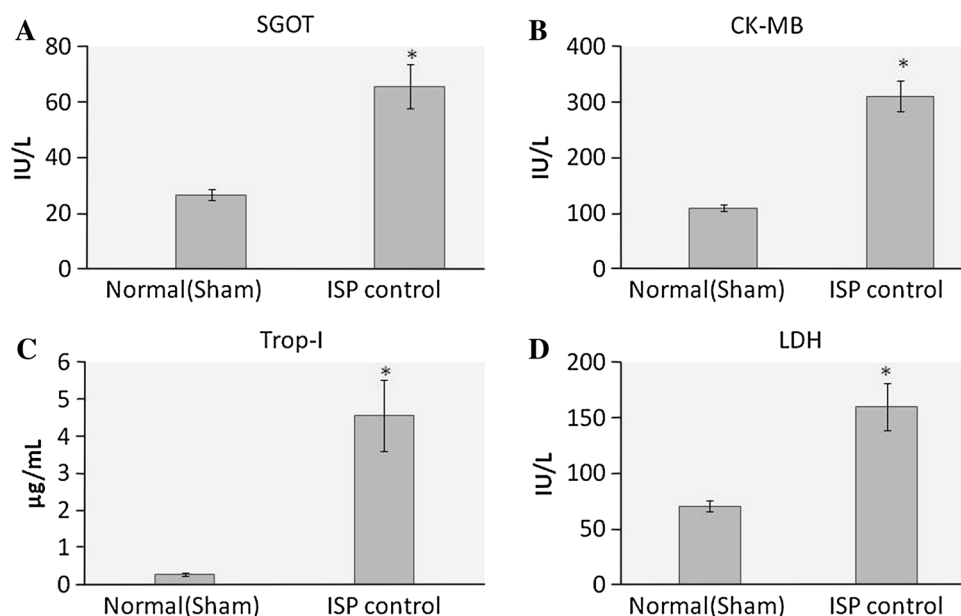 A
SGOT
80
60
40
20
0
IU/L
*
Normal(Sham)
ISP control
B
CK-MB
400
300
200
100
0
IU/L
*
Normal(Sham)
ISP control
C
Trop-I
6
5
4
3
2
1
0
µg/mL
*
Normal(Sham)
ISP control
D
LDH
200
150
100
50
0
IU/L
*
Normal(Sham)
ISP control